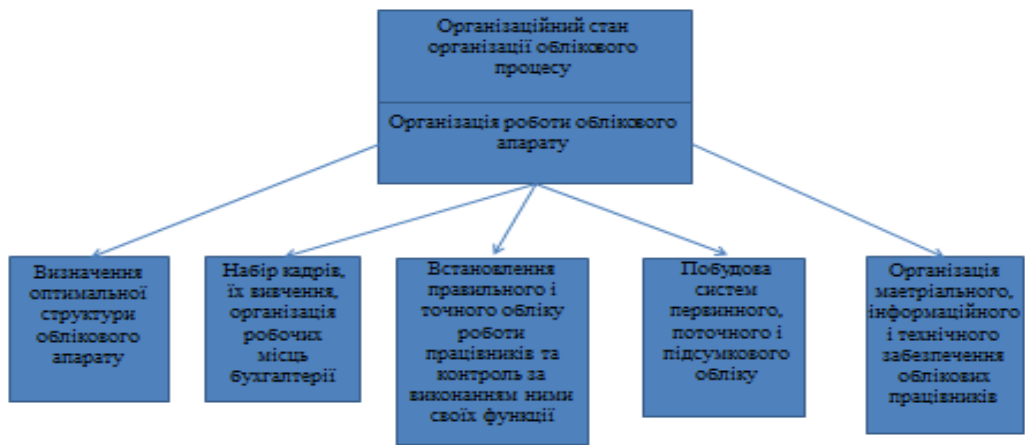 Організаційний стан
організації облікового
процесу
Організація роботи облікового
апарату
Визначення
оптимальної
структури
облікового
апарату
Набір кадрів,
їх вивчення,
організація
робочих
місць
бухгалтерії
Встановлення
правильного і
точного обліку
роботи
працівників та
контроль за
виконанням ними
своїх функції
Побудова
систем
первинного,
поточного і
підсумкового
обліку
Організація
маетріального,
інформаційного
і технічного
забезпечення
облікових
працівників